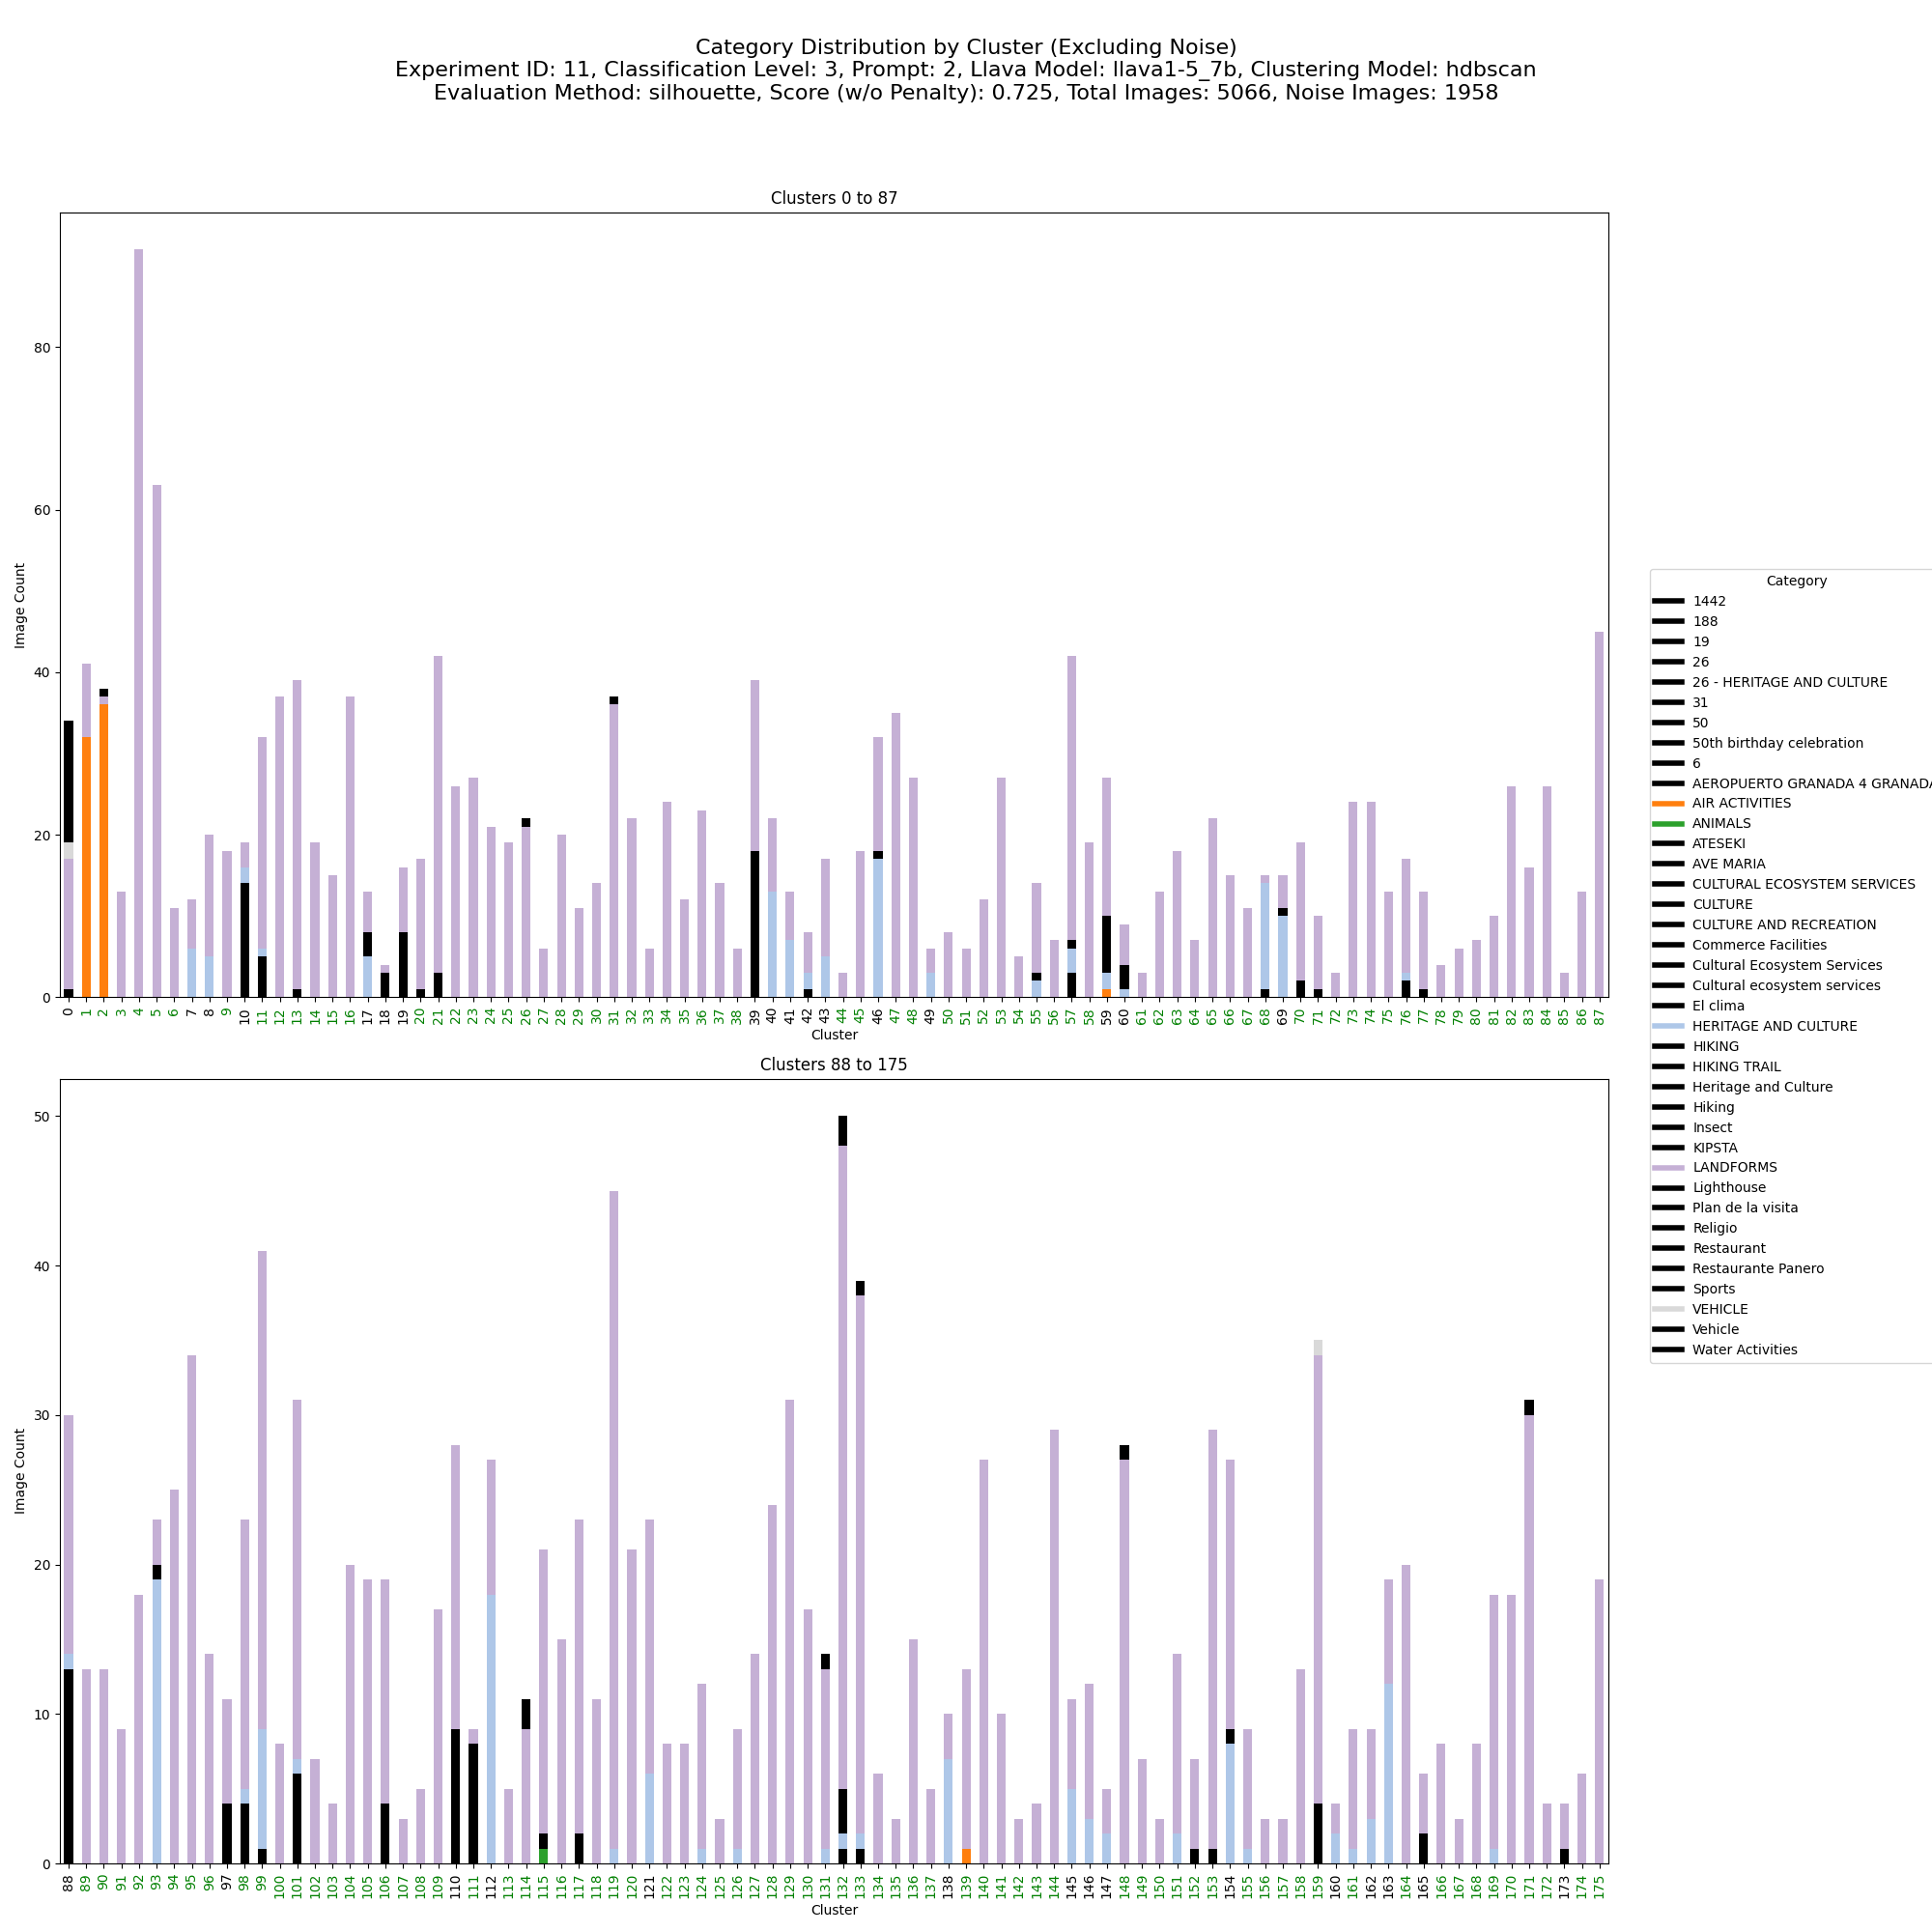 Category Distribution by Cluster (Excluding Noise)
Experiment ID: 11, Classification Level: 3, Prompt: 2, Llava Model: llava1-5_7b, Clustering Model: hdbscan
Evaluation Method: silhouette, Score (w/o Penalty): 0.725, Total Images: 5066, Noise Images: 1958
Clusters 0 to 87
Image Count
80
60
40
20
0
0 1 2 3 4 5 6 7 8 9 10 11 12 13 14 15 16 17 18 19 20 21 22 23 24 25 26 27 28 29 30 31 32 33 34 35 36 37 38 39 40 41 42 43 44 45 46 47 48 49 50 51 52 53 54 55 56 57 58 59 60 61 62 63 64 65 66 67 68 69 70 71 72 73 74 75 76 77 78 79 80 81 82 83 84 85 86 87
Cluster
Clusters 88 to 175
Image Count
50
40
30
20
10
0
88 89 90 91 92 93 94 95 96 97 98 99 100 101 102 103 104 105 106 107 108 109 110 111 112 113 114 115 116 117 118 119 120 121 122 123 124 125 126 127 128 129 130 131 132 133 134 135 136 137 138 139 140 141 142 143 144 145 146 147 148 149 150 151 152 153 154 155 156 157 158 159 160 161 162 163 164 165 166 167 168 169 170 171 172 173 174 175
Cluster
Category
1442
188
19
26
26 - HERITAGE AND CULTURE
31
50
50th birthday celebration
6
AEROPUERTO GRANADA 4 GRANADA
AIR ACTIVITIES
ANIMALS
ATESEKI
AVE MARIA
CULTURAL ECOSYSTEM SERVICES
CULTURE
CULTURE AND RECREATION
Commerce Facilities
Cultural Ecosystem Services
Cultural ecosystem services
El clima
HERITAGE AND CULTURE
HIKING
HIKING TRAIL
Heritage and Culture
Hiking
Insect
KIPSTA
LANDFORMS
Lighthouse
Plan de la visita
Religio
Restaurant
Restaurante Panero
Sports
VEHICLE
Vehicle
Water Activities